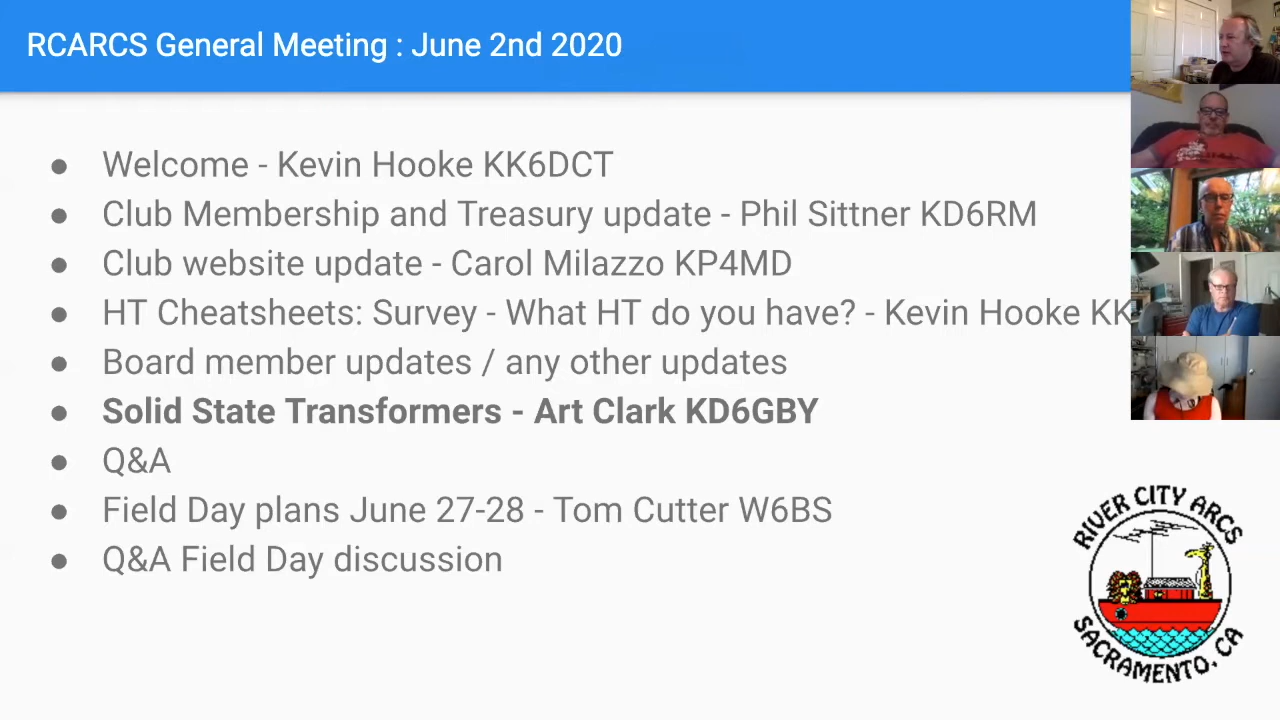 RCARCS General Meeting : June 2nd 2020
● Welcome - Kevin Hooke KK6DCT
● Club Membership and Treasury update - Phil Sittner KD6RM
● Club website update - Carol Milazzo KP4MD
● HT Cheatsheets: Survey - What HT do you have? - Kevin Hooke KK
● Board member updates / any other updates
● Solid State Transformers - Art Clark KD6GBY
● Q&A
● Field Day plans June 27-28 - Tom Cutter W6BS
● Q&A Field Day discussion
RIVER CITY ARCS
SACRAMENTO, CA